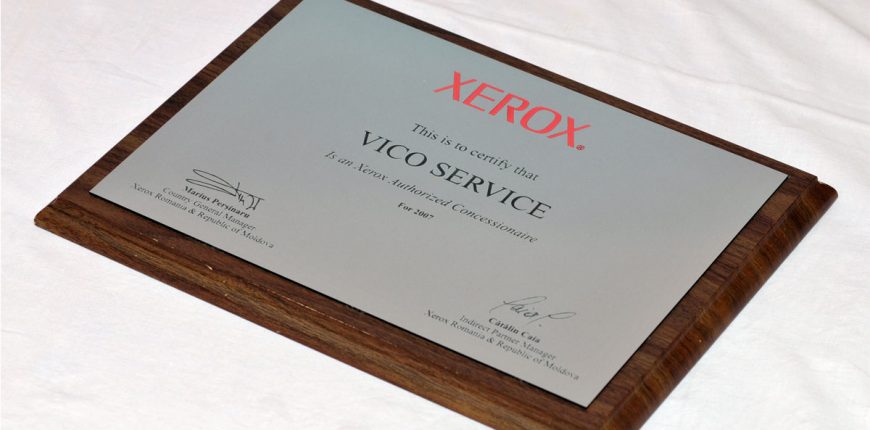 XEROX®
This is to certify that
VICO SERVICE
Is an Xerox Authorized Concessionaire
For 2007
Marius Persinaru
Country General Manager
Xerox Romania & Republic of Moldova
Cătălin Caia
Indirect Partner Manager
Xerox Romania & Republic of Moldova